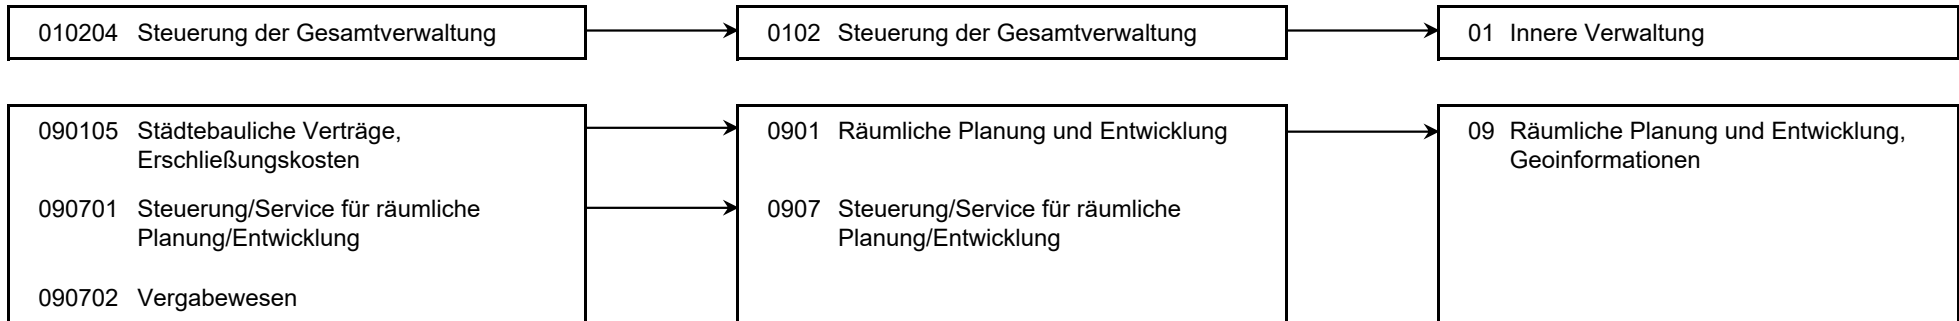 010204 Steuerung der Gesamtverwaltung
0102 Steuerung der Gesamtverwaltung
01 Innere Verwaltung
090105 Städtebauliche Verträge,
Erschließungskosten
090701 Steuerung/Service für räumliche
Planung/Entwicklung
090702 Vergabewesen
0901 Räumliche Planung und Entwicklung
0907 Steuerung/Service für räumliche
Planung/Entwicklung
09 Räumliche Planung und Entwicklung,
Geoinformationen